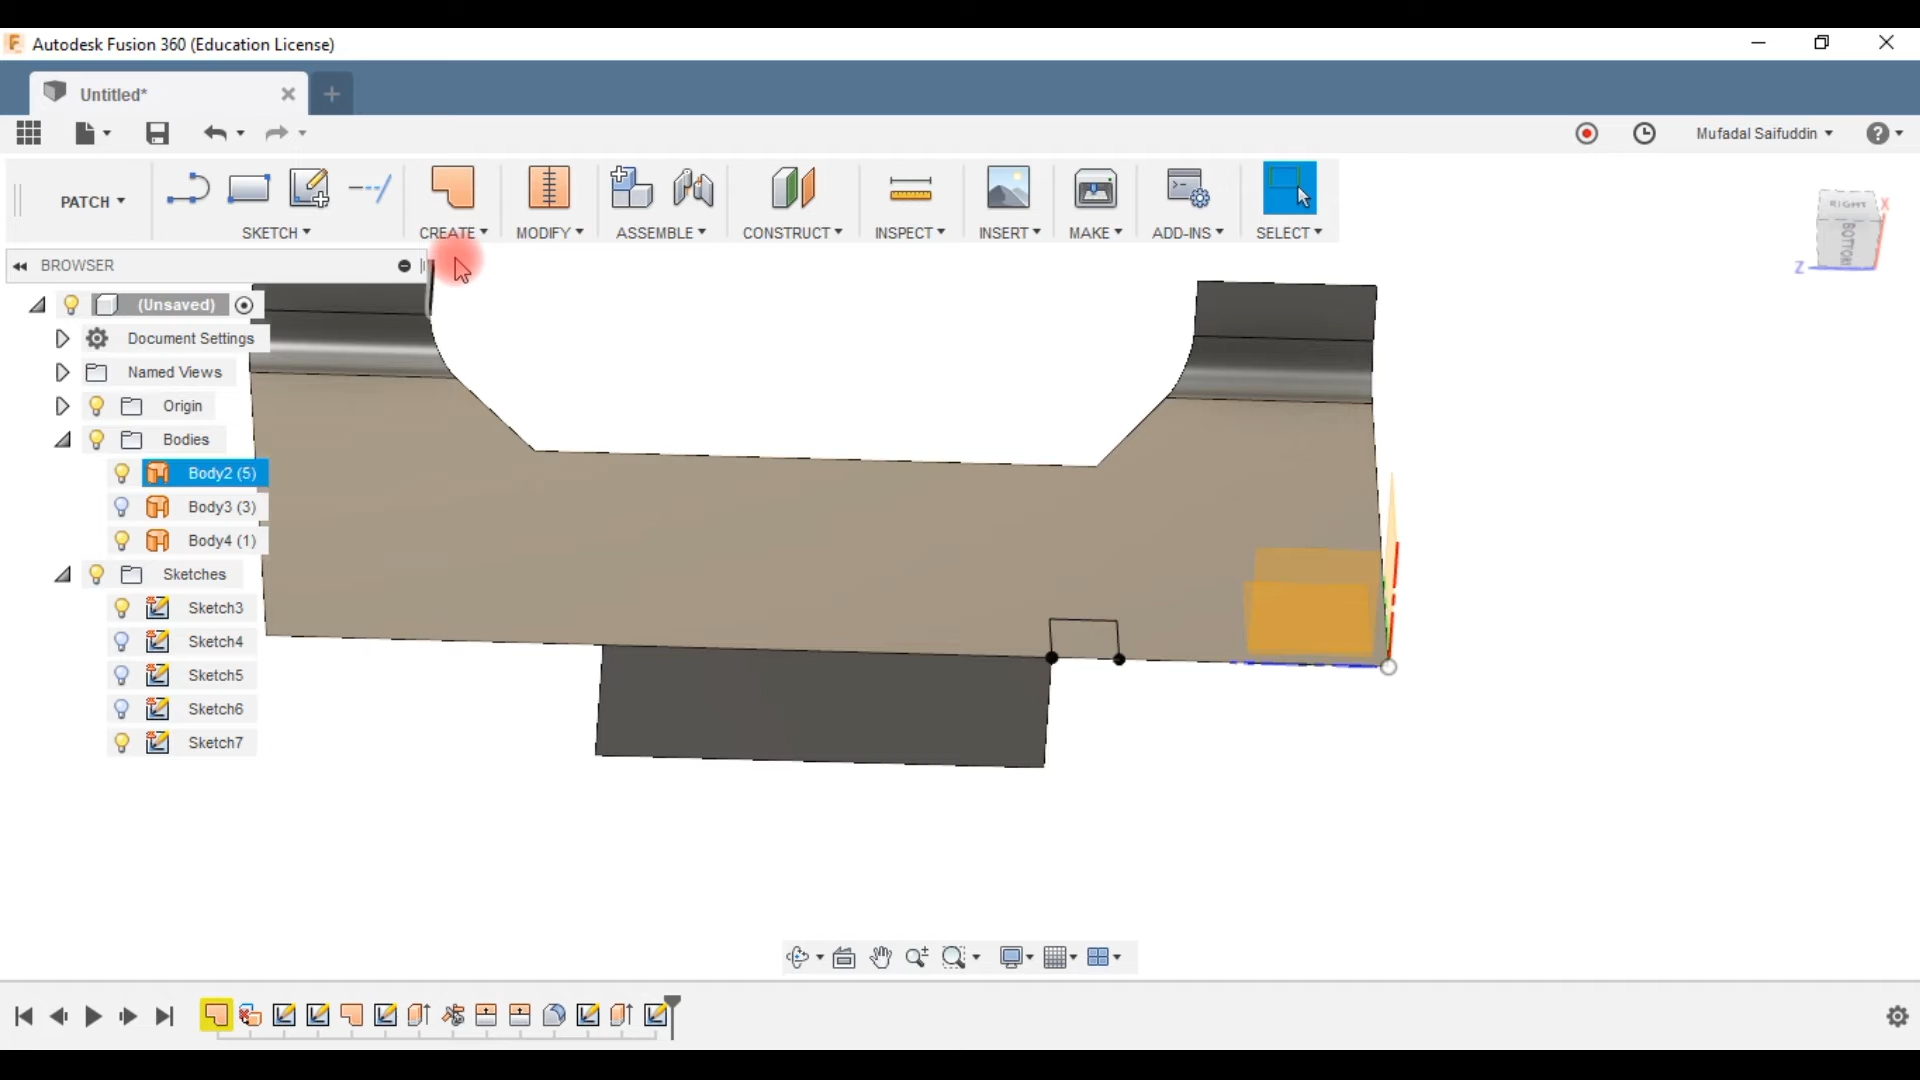 Autodesk Fusion 360 (Education License)
Untitled*
Mufadal Saifuddin
PATCH
SKETCH
CREATE
MODIFY
ASSEMBLE
CONSTRUCT
INSPECT
INSERT
MAKE
ADD-INS
SELECT
RIGHT
BOTTOM
X
Z
BROWSER
(Unsaved)
Document Settings
Named Views
Origin
Bodies
Body2 (5)
Body3 (3)
Body4 (1)
Sketches
Sketch3
Sketch4
Sketch5
Sketch6
Sketch7